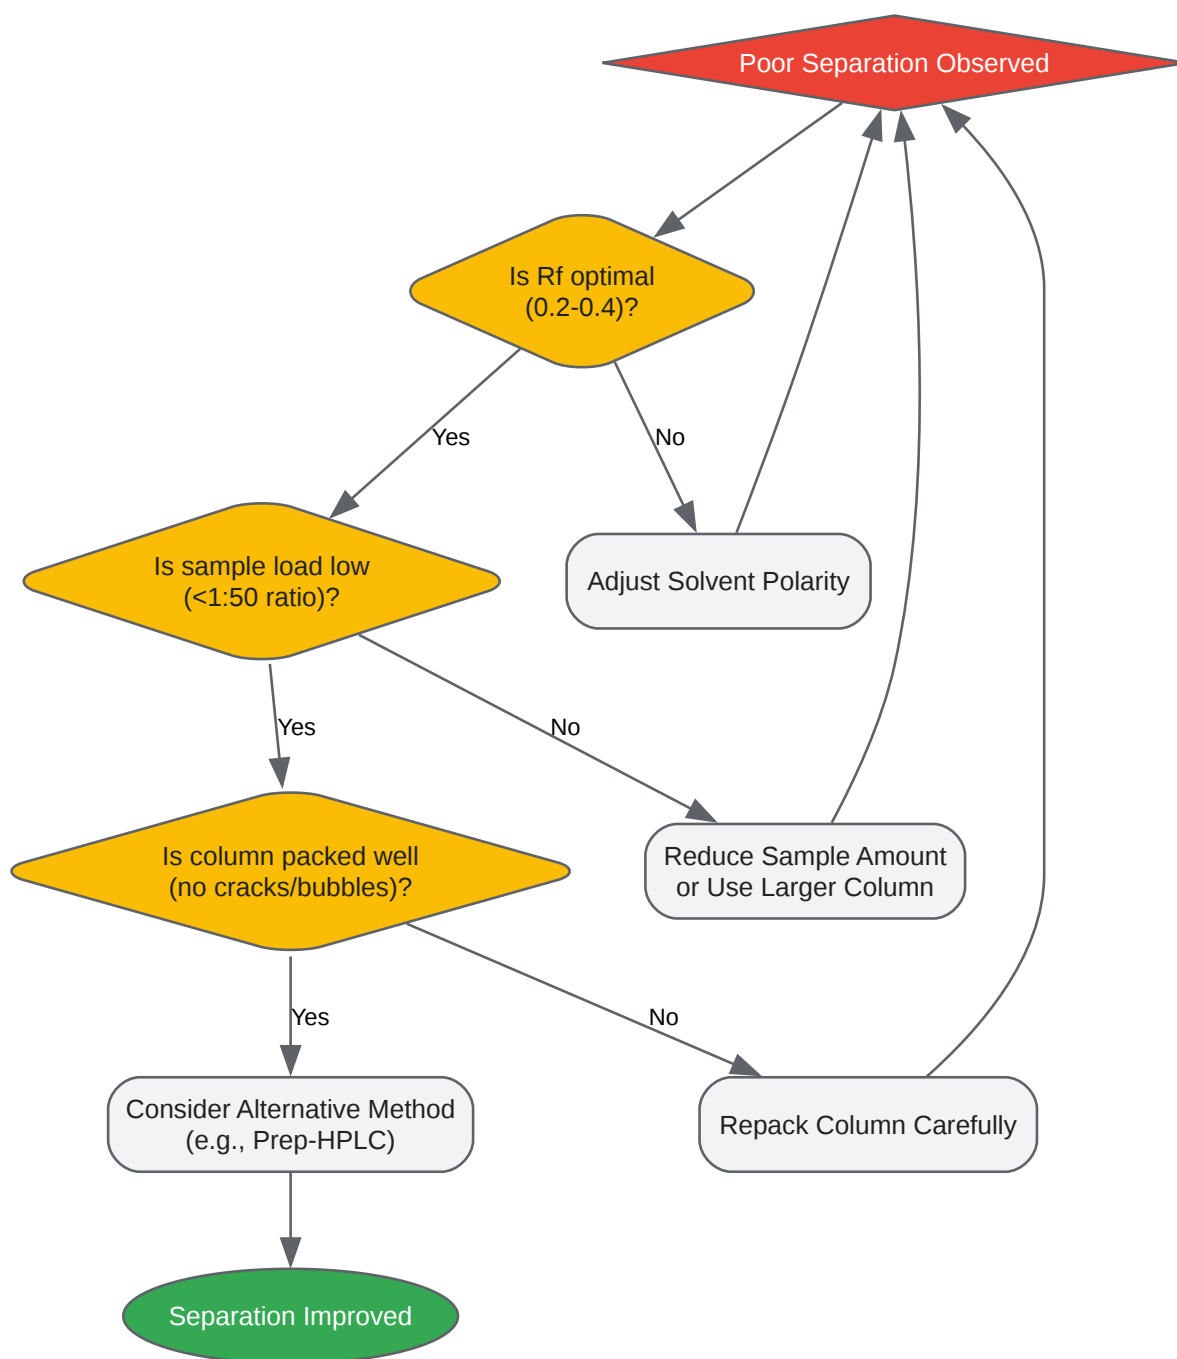 Poor Separation Observed
Is Rf optimal
(0.2-0.4)?
Yes
No
Is sample load low
(<1:50 ratio)?
Adjust Solvent Polarity
Yes
No
Is column packed well
(no cracks/bubbles)?
Reduce Sample Amount
or Use Larger Column
Yes
No
Consider Alternative Method
(e.g., Prep-HPLC)
Repack Column Carefully
Separation Improved